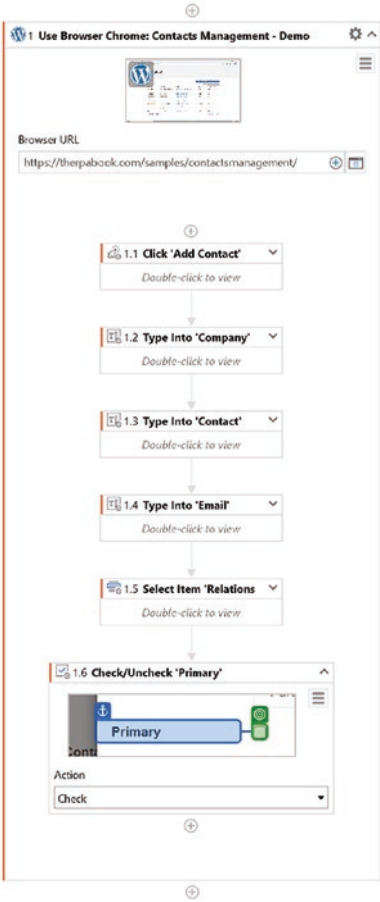 1 Use Browser Chrome: Contacts Management - Demo
Browser URL
https://therpabook.com/samples/contactsmanagement/
1.1 Click 'Add Contact'
Double-click to view
1.2 Type Into 'Company'
Double-click to view
1.3 Type Into 'Contact'
Double-click to view
1.4 Type Into 'Email'
Double-click to view
1.5 Select Item 'Relations
Double-click to view
1.6 Check/Uncheck 'Primary'
Primary
Conta
Action
Check